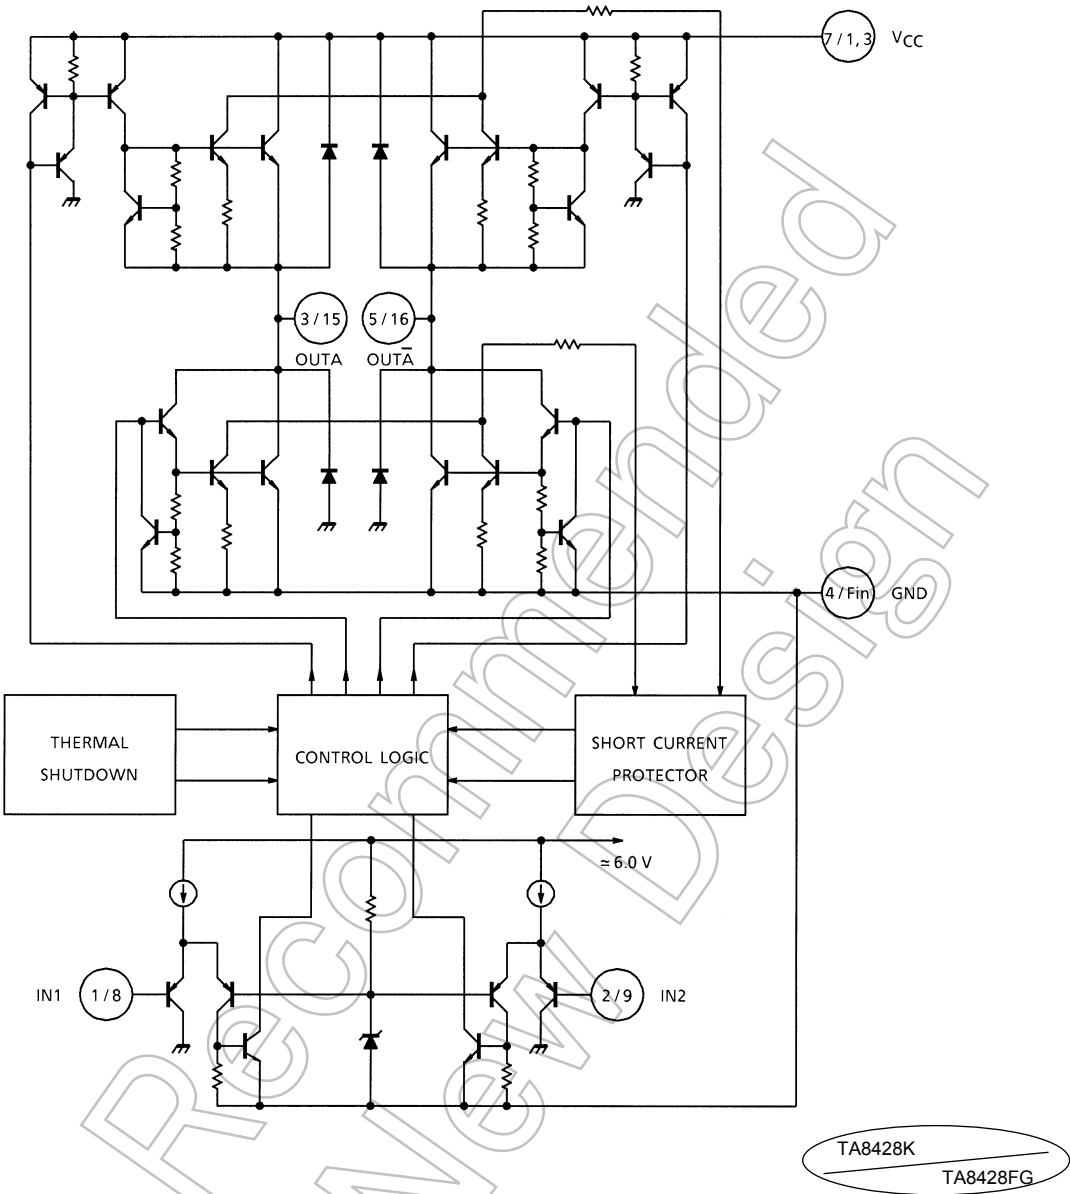 7/1, 3 VCC
3/15 5/16
OUTA OUTA̅
4/Fin GND
THERMAL
SHUTDOWN
CONTROL LOGIC
SHORT CURRENT
PROTECTOR
≃6.0 V
IN1 1/8 2/9 IN2
Recommended
New Design
TA8428K
TA8428FG